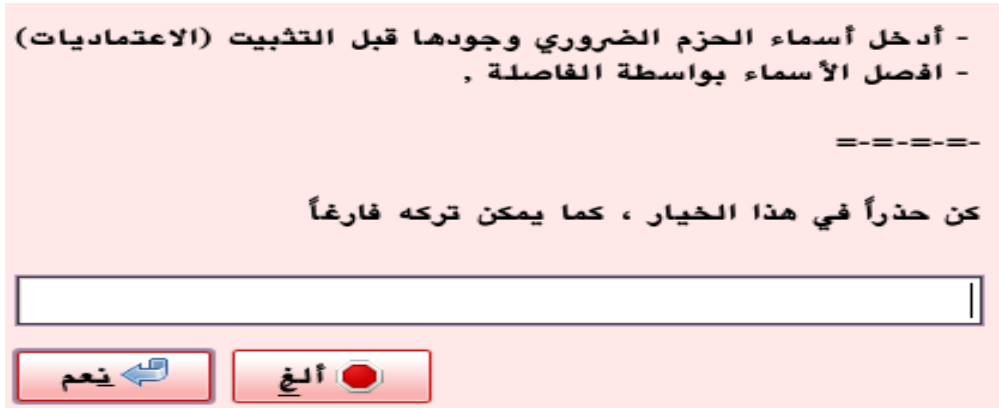 - أدخل أسماء الحزم الضروري وجودها قبل التثبيت (الاعتماديات)
- افصل الأسماء بواسطة الفاصلة ,
-=-=-=-=
كن حذراً في هذا الخيار ، كما يمكن تركه فارغاً
ألغ نعم